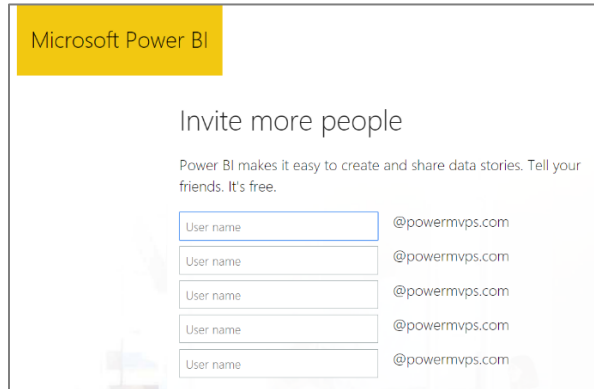 Microsoft Power BI
Invite more people
Power BI makes it easy to create and share data stories. Tell your
friends. It's free.
User name @powermvps.com
User name @powermvps.com
User name @powermvps.com
User name @powermvps.com
User name @powermvps.com